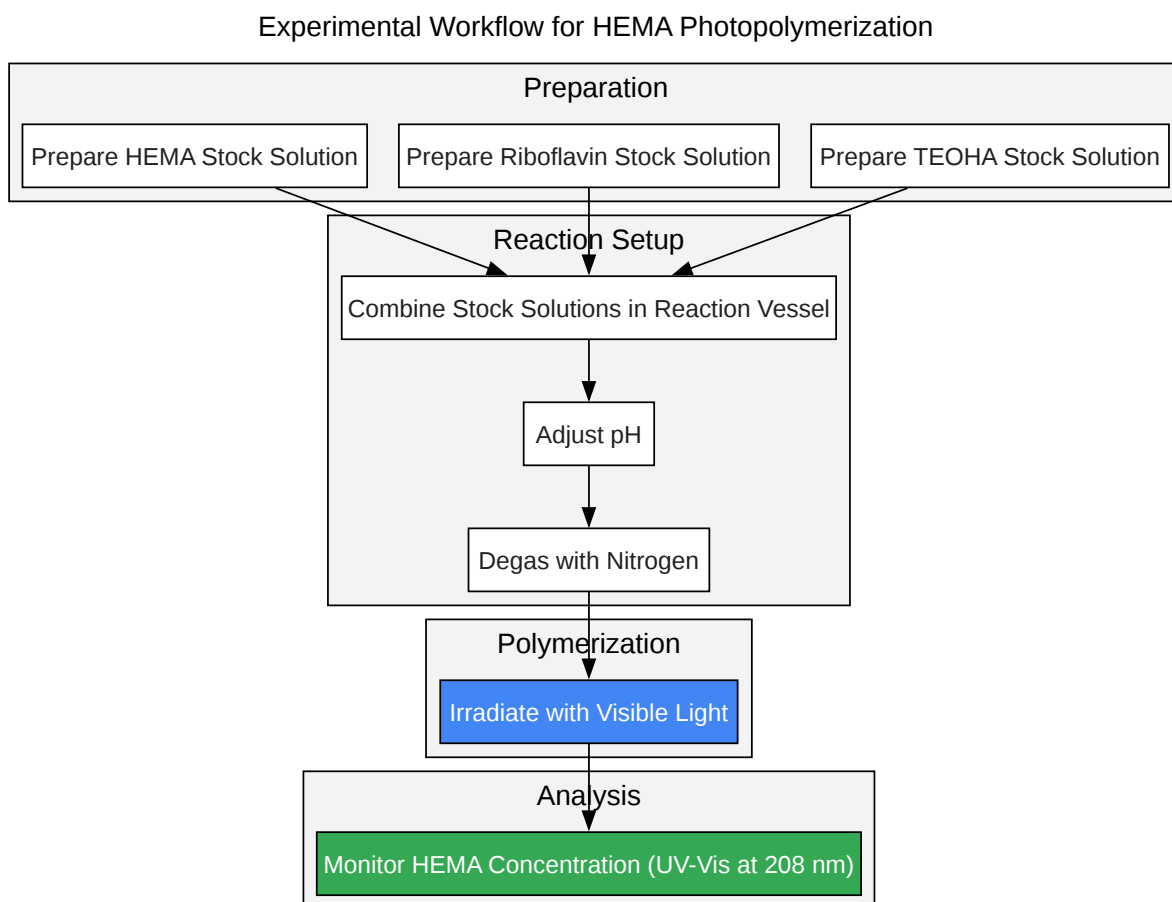 Experimental Workflow for HEMA Photopolymerization
Preparation
Prepare HEMA Stock Solution
Prepare Riboflavin Stock Solution
Prepare TEOHA Stock Solution
Reaction Setup
Combine Stock Solutions in Reaction Vessel
Adjust pH
Degas with Nitrogen
Polymerization
Irradiate with Visible Light
Analysis
Monitor HEMA Concentration (UV-Vis at 208 nm)